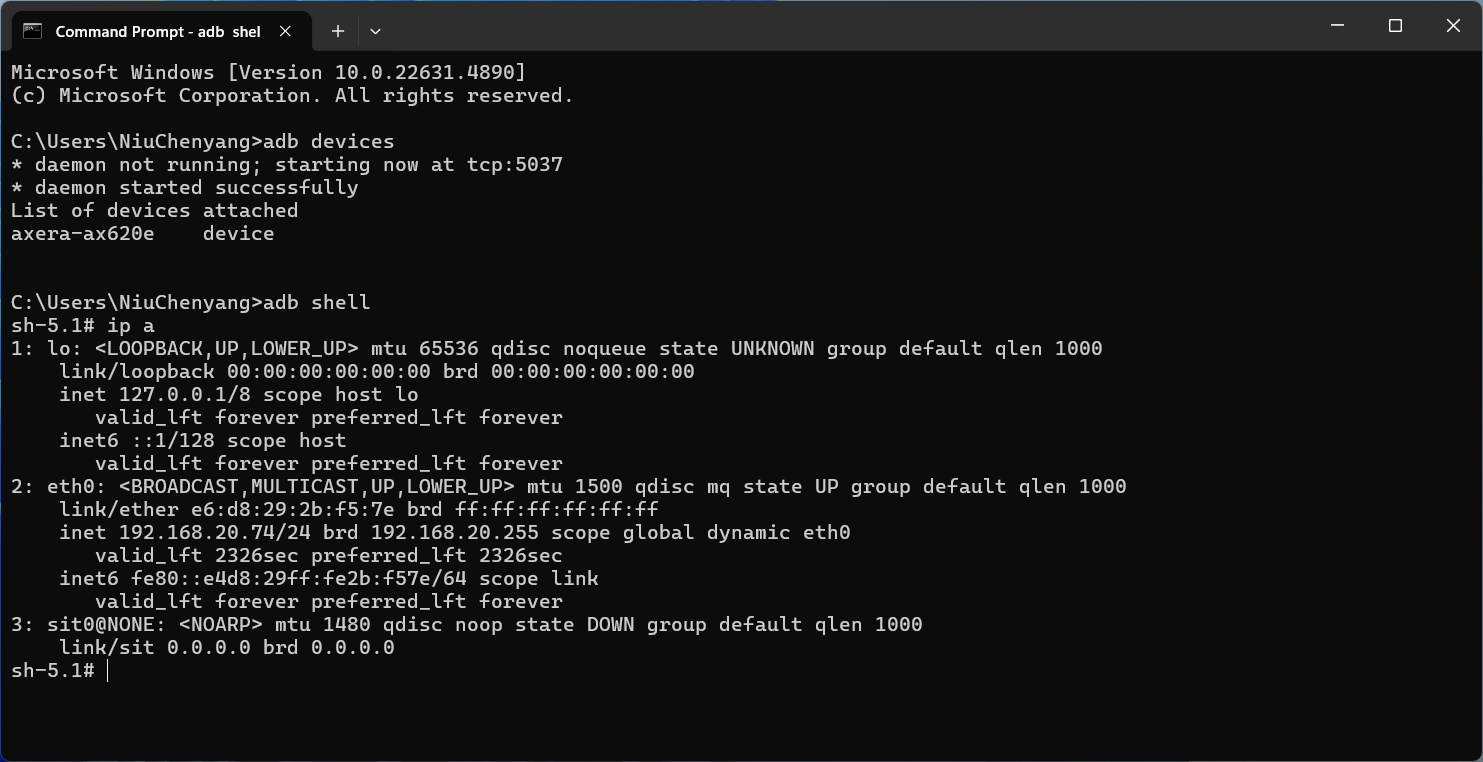 Command Prompt - adb  shel
Microsoft Windows [Version 10.0.22631.4890]
(c) Microsoft Corporation. All rights reserved.
C:\Users\NiuChenyang>adb devices
* daemon not running; starting now at tcp:5037
* daemon started successfully
List of devices attached
axera-ax620e    device
C:\Users\NiuChenyang>adb shell
sh-5.1# ip a
1: lo: <LOOPBACK,UP,LOWER_UP> mtu 65536 qdisc noqueue state UNKNOWN group default qlen 1000
    link/loopback 00:00:00:00:00:00 brd 00:00:00:00:00:00
    inet 127.0.0.1/8 scope host lo
       valid_lft forever preferred_lft forever
    inet6 ::1/128 scope host
       valid_lft forever preferred_lft forever
2: eth0: <BROADCAST,MULTICAST,UP,LOWER_UP> mtu 1500 qdisc mq state UP group default qlen 1000
    link/ether e6:d8:29:2b:f5:7e brd ff:ff:ff:ff:ff:ff
    inet 192.168.20.74/24 brd 192.168.20.255 scope global dynamic eth0
       valid_lft 2326sec preferred_lft 2326sec
    inet6 fe80::e4d8:29ff:fe2b:f57e/64 scope link
       valid_lft forever preferred_lft forever
3: sit0@NONE: <NOARP> mtu 1480 qdisc noop state DOWN group default qlen 1000
    link/sit 0.0.0.0 brd 0.0.0.0
sh-5.1#